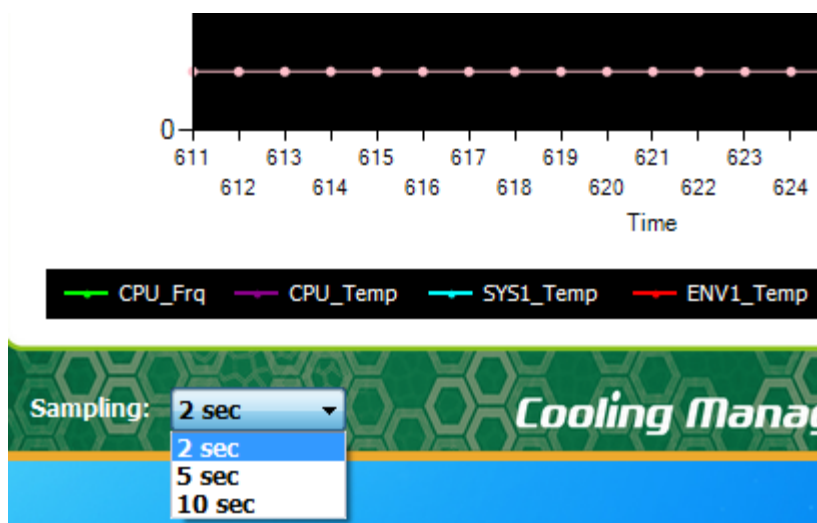 0
611 613 615 617 619 621 623
612 614 616 618 620 622 624
Time
CPU_Frq CPU_Temp SYS1_Temp ENV1_Temp
Sampling: 2 sec Cooling
2 sec
5 sec
10 sec